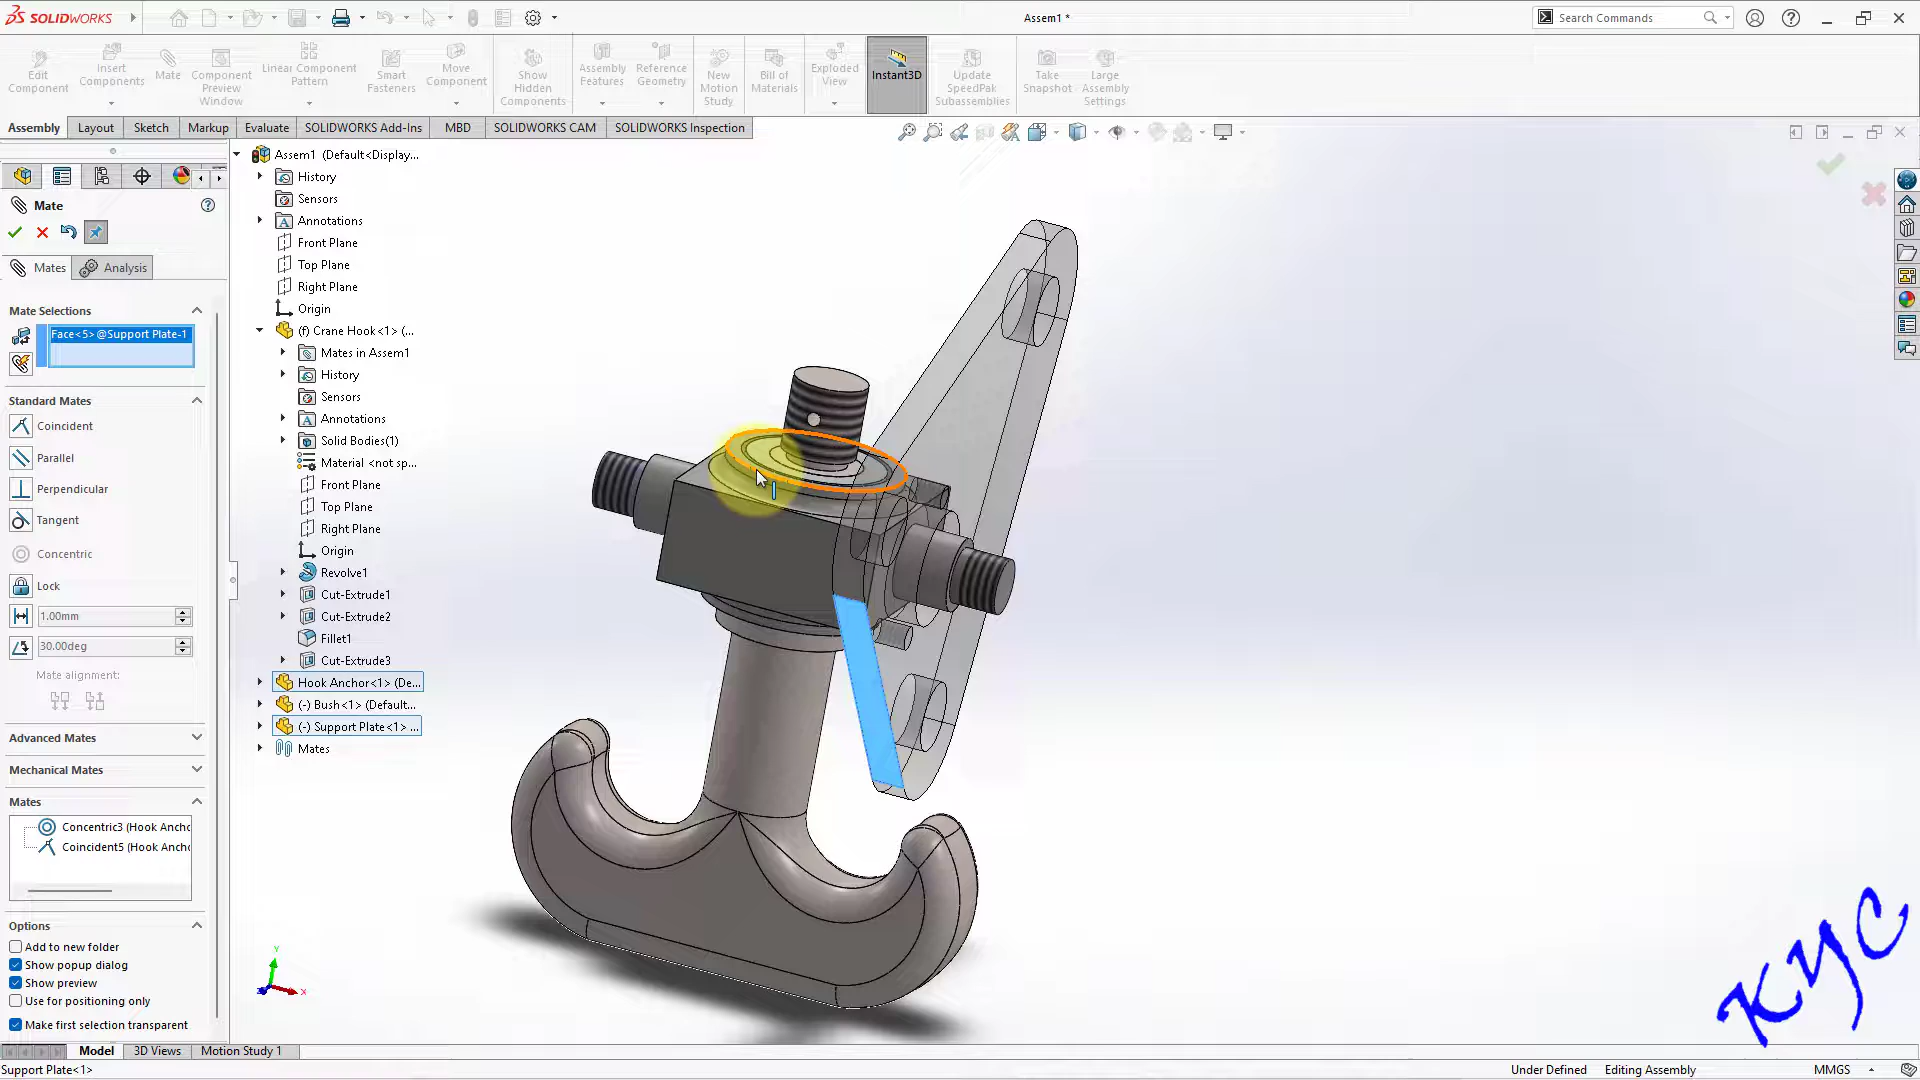 SOLIDWORKS
Assem1 *
Search Commands
Edit Component
Insert Components
Mate
Component Preview Window
Linear Component Pattern
Smart Fasteners
Move Component
Show Hidden Components
Assembly Features
Reference Geometry
New Motion Study
Bill of Materials
Exploded View
Instant3D
Update SpeedPak Subassemblies
Take Snapshot
Large Assembly Settings
Assembly
Layout
Sketch
Markup
Evaluate
SOLIDWORKS Add-Ins
MBD
SOLIDWORKS CAM
SOLIDWORKS Inspection
Mate
Mates
Analysis
Mate Selections
Face<5>@Support Plate-1
Standard Mates
Coincident
Parallel
Perpendicular
Tangent
Concentric
Lock
1.00mm
30.00deg
Mate alignment:
Advanced Mates
Mechanical Mates
Mates
Concentric3 (Hook Ancho
Coincident5 (Hook Ancho
Options
Add to new folder
Show popup dialog
Show preview
Use for positioning only
Make first selection transparent
Assem1 (Default<Display...
History
Sensors
Annotations
Front Plane
Top Plane
Right Plane
Origin
(f) Crane Hook<1> (...
Mates in Assem1
History
Sensors
Annotations
Solid Bodies(1)
Material <not sp...
Front Plane
Top Plane
Right Plane
Origin
Revolve1
Cut-Extrude1
Cut-Extrude2
Fillet1
Cut-Extrude3
Hook Anchor<1> (De...
(-) Bush<1> (Default...
(-) Support Plate<1> ...
Mates
Y
X
Z
KYC
Model
3D Views
Motion Study 1
Support Plate<1>
Under Defined
Editing Assembly
MMGS